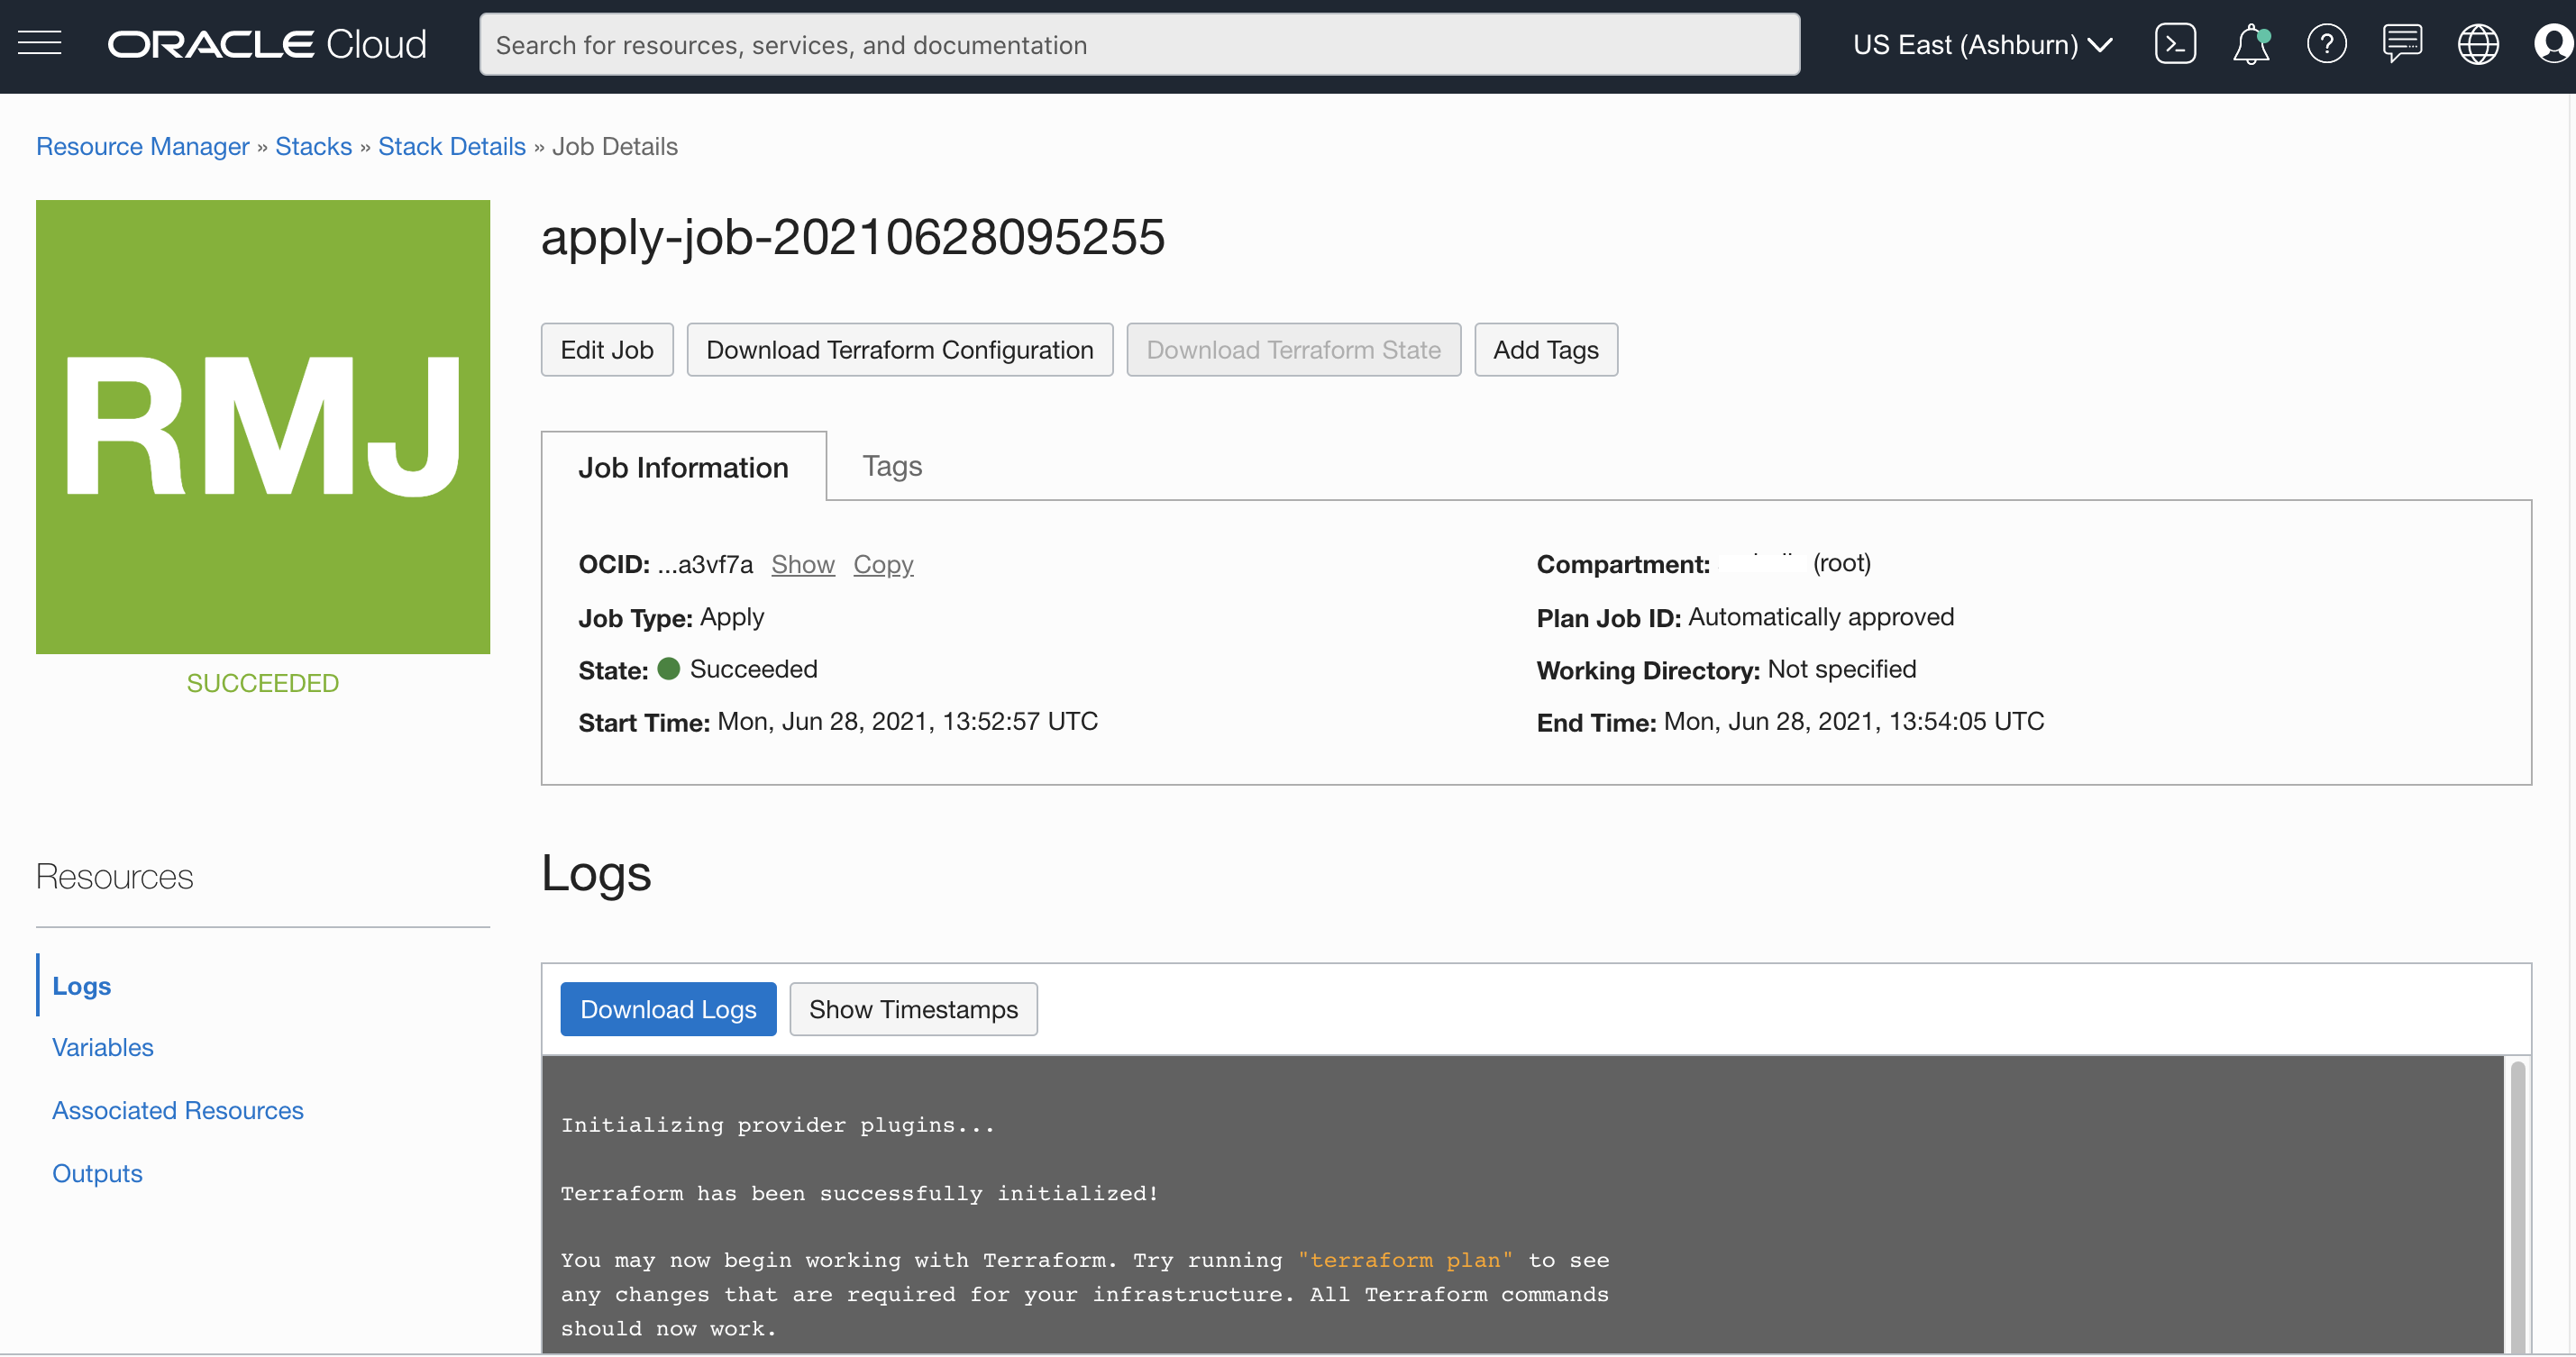 ORACLE Cloud
Search for resources, services, and documentation
US East (Ashburn)
Resource Manager » Stacks » Stack Details » Job Details
RMJ
SUCCEEDED
apply-job-20210628095255
Edit Job
Download Terraform Configuration
Download Terraform State
Add Tags
Job Information
Tags
OCID: ...a3vf7a Show Copy
Compartment: (root)
Job Type: Apply
Plan Job ID: Automatically approved
State: Succeeded
Working Directory: Not specified
Start Time: Mon, Jun 28, 2021, 13:52:57 UTC
End Time: Mon, Jun 28, 2021, 13:54:05 UTC
Resources
Logs
Variables
Associated Resources
Outputs
Logs
Download Logs
Show Timestamps
Initializing provider plugins...
Terraform has been successfully initialized!
You may now begin working with Terraform. Try running "terraform plan" to see
any changes that are required for your infrastructure. All Terraform commands
should now work.